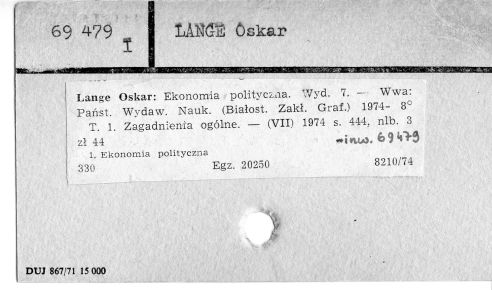 69 479 I LANGE Oskar
Lange Oskar: Ekonomia polityczna. Wyd. 7. — Wwa:
Państ. Wydaw. Nauk. (Białost. Zakł. Graf.) 1974- 8°
T. 1. Zagadnienia ogólne. — (VII) 1974 s. 444, nlb. 3
zł 44 inw. 69479
1. Ekonomia polityczna
330 Egz. 20250 8210/74
DUJ 867/71 15 000